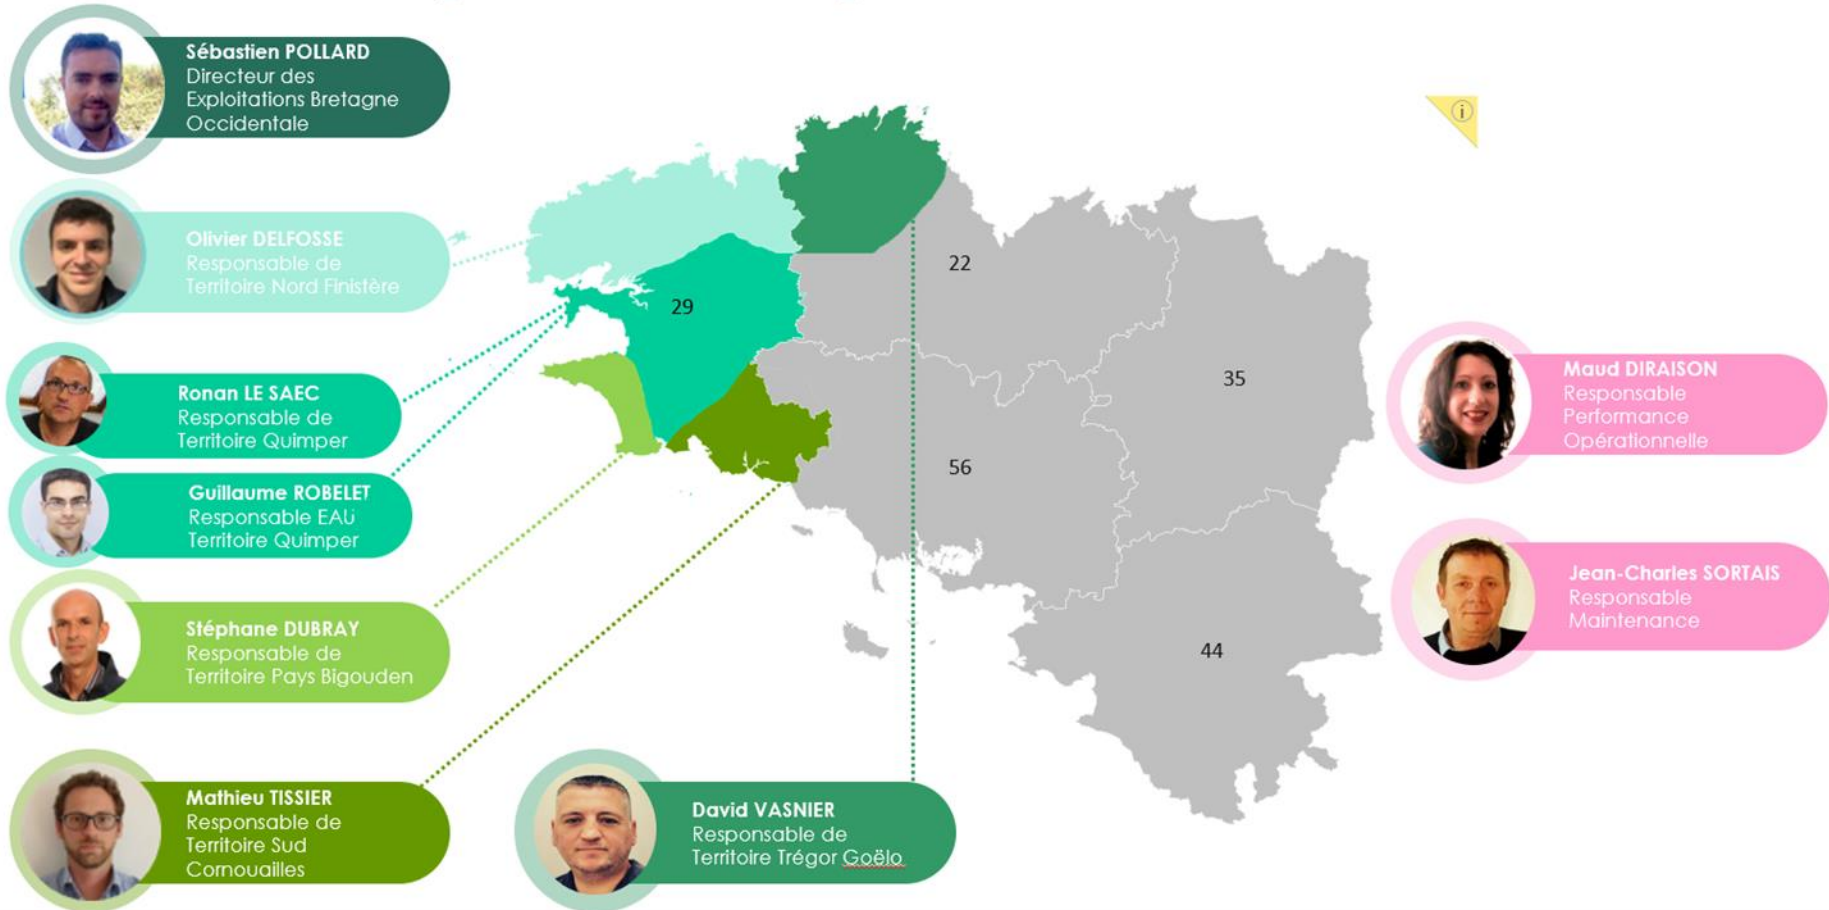 Sébastien POLLARD
Directeur des
Exploitations Bretagne
Occidentale
Olivier DELFOSSE
Responsable de
Territoire Nord Finistère
Ronan LE SAEC
Responsable de
Territoire Quimper
Guillaume ROBELET
Responsable EAU
Territoire Quimper
Stéphane DUBRAY
Responsable de
Territoire Pays Bigouden
Mathieu TISSIER
Responsable de
Territoire Sud
Cornouailles
David VASNIER
Responsable de
Territoire Trégor Goëlo
22
29
35
56
44
i
Maud DIRAISON
Responsable
Performance
Opérationnelle
Jean-Charles SORTAIS
Responsable
Maintenance